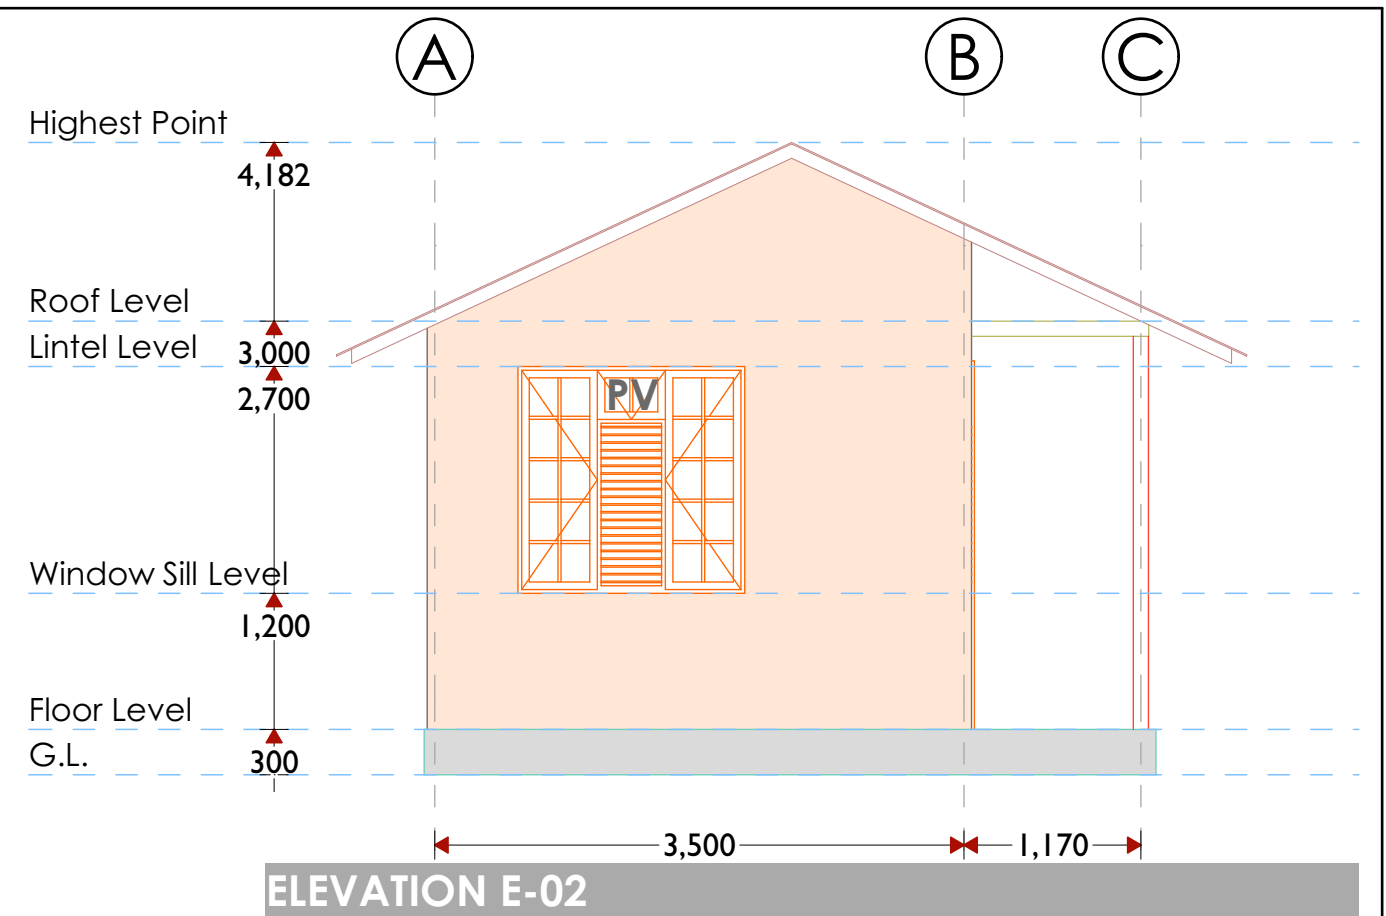 A B C
Highest Point
4,182
Roof Level
Lintel Level 3,000
2,700
PV
Window Sill Level
1,200
Floor Level
G.L. 300
3,500 1,170
ELEVATION E-02